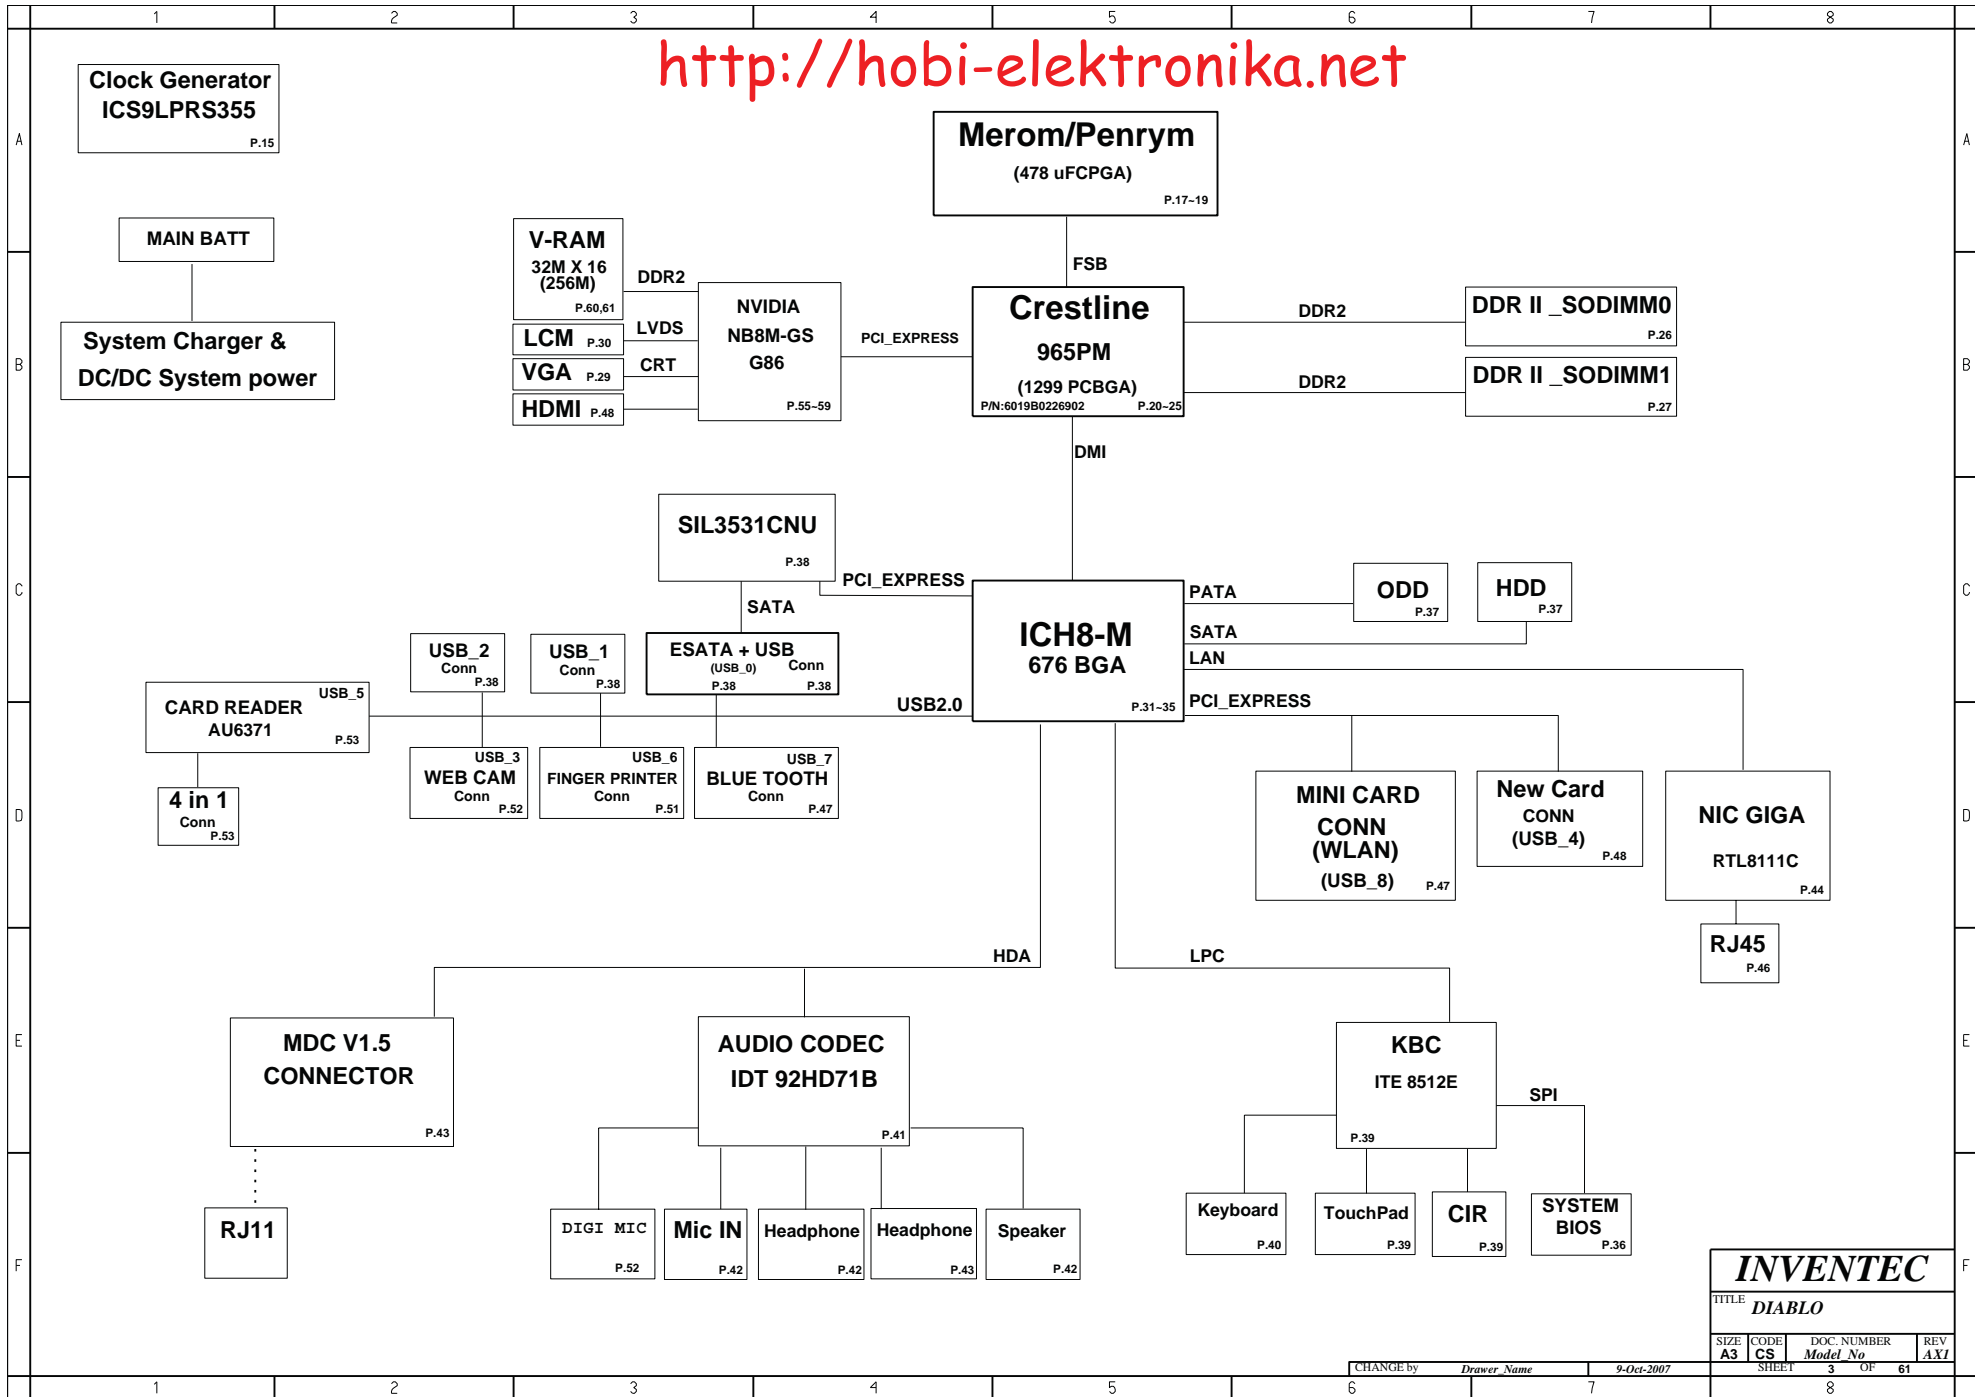 1 2 3 4 5 6 7 8
http://hobi-elektronika.net
A
A
Clock Generator
ICS9LPRS355
P.15
Merom/Penrym
(478 uFCPGA)
P.17~19
MAIN BATT
System Charger &
DC/DC System power
V-RAM
32M X 16
(256M)
P.60,61
DDR2
LCM P.30
LVDS
VGA P.29
CRT
HDMI P.48
NVIDIA
NB8M-GS
G86
P.55~59
PCI_EXPRESS
FSB
Crestline
965PM
(1299 PCBGA)
P/N:6019B0226902 P.20~25
DDR2
DDR II _SODIMM0
P.26
DDR2
DDR II _SODIMM1
P.27
B
B
DMI
SIL3531CNU
P.38
PCI_EXPRESS
SATA
C
C
ICH8-M
676 BGA
P.31~35
PATA
ODD
P.37
HDD
P.37
SATA
LAN
PCI_EXPRESS
USB_2
Conn
P.38
USB_1
Conn
P.38
ESATA + USB
(USB_0) Conn
P.38 P.38
USB2.0
USB_5
CARD READER
AU6371
P.53
4 in 1
Conn
P.53
USB_3
WEB CAM
Conn
P.52
USB_6
FINGER PRINTER
Conn
P.51
USB_7
BLUE TOOTH
Conn
P.47
MINI CARD
CONN
(WLAN)
(USB_8) P.47
New Card
CONN
(USB_4)
P.48
NIC GIGA
RTL8111C
P.44
RJ45
P.46
D
D
HDA
LPC
MDC V1.5
CONNECTOR
P.43
AUDIO CODEC
IDT 92HD71B
P.41
KBC
ITE 8512E
P.39
SPI
E
E
RJ11
DIGI MIC
P.52
Mic IN
P.42
Headphone
P.42
Headphone
P.43
Speaker
P.42
Keyboard
P.40
TouchPad
P.39
CIR
P.39
SYSTEM
BIOS
P.36
F
F
INVENTEC
TITLE DIABLO
SIZE CODE DOC. NUMBER REV
A3 CS Model_No AX1
CHANGE by Drawer_Name 9-Oct-2007 SHEET 3 OF 61
1 2 3 4 5 6 7 8